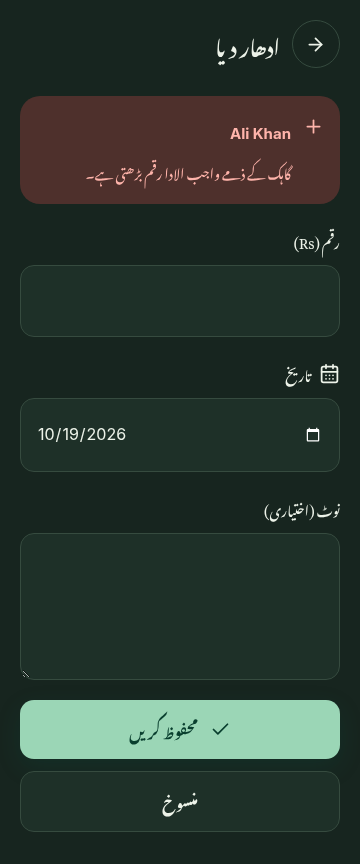 ادھار دیا
Ali Khan
گاہک کے ذمے واجب الادا رقم بڑھتی ہے۔
رقم (Rs)
تاریخ
10/19/2026
نوٹ (اختیاری)
محفوظ کریں
منسوخ